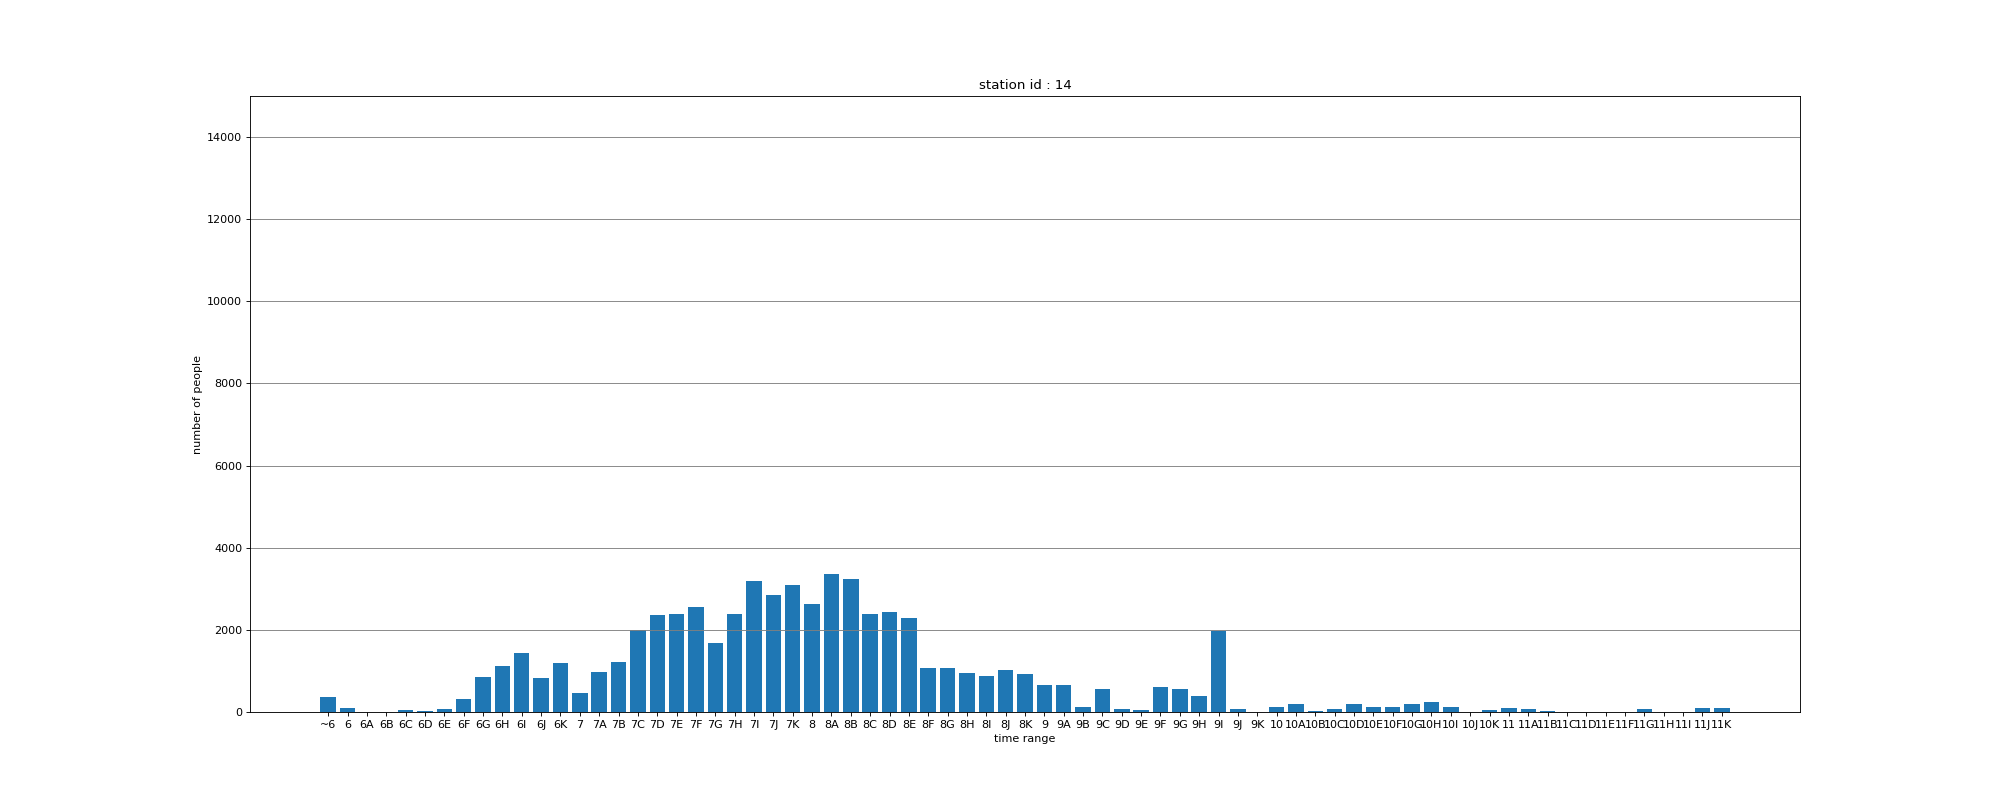 station id : 14
14000
12000
10000
8000
6000
4000
2000
0
number of people
~6 6 6A 6B 6C 6D 6E 6F 6G 6H 6I 6J 6K 7 7A 7B 7C 7D 7E 7F 7G 7H 7I 7J 7K 8 8A 8B 8C 8D 8E 8F 8G 8H 8I 8J 8K 9 9A 9B 9C 9D 9E 9F 9G 9H 9I 9J 9K 10 10A 10B 10C 10D 10E 10F 10G 10H 10I 10J 10K 11 11A 11B 11C 11D 11E 11F 11G 11H 11I 11J 11K
time range